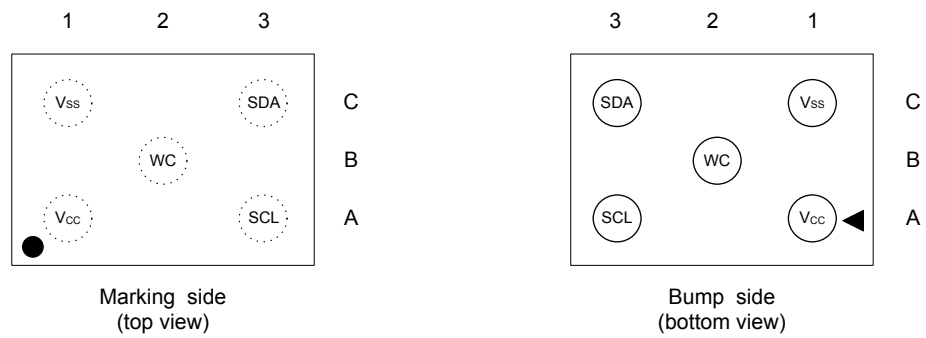 1 2 3
3 2 1
Vss SDA C
SDA Vss C
WC B
WC B
Vcc SCL A
SCL Vcc A
Marking side
(top view)
Bump side
(bottom view)